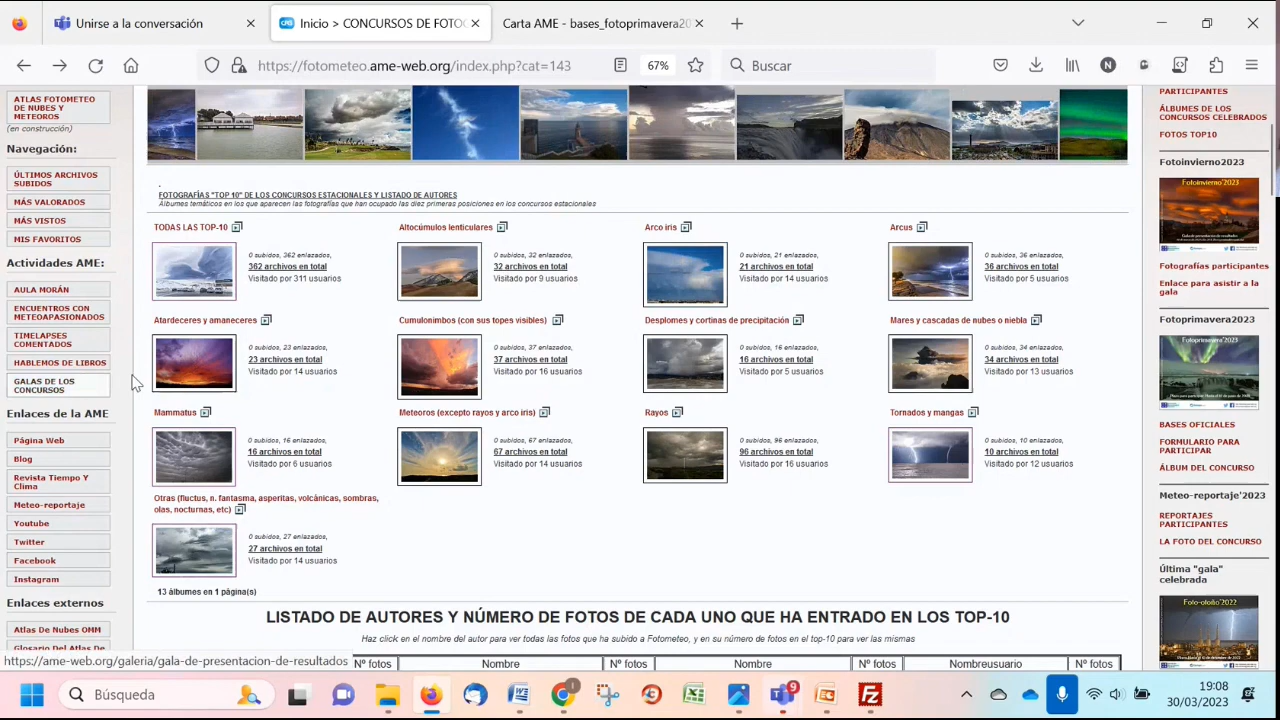 Unirse a la conversación
Inicio > CONCURSOS DE FOTOG
Carta AME - bases_fotoprimavera20
https://fotometeo.ame-web.org/index.php?cat=143
67%
Buscar
ATLAS FOTOMETEO
DE NUBES Y
METEOROS
(en construcción)
Navegación:
ÚLTIMOS ARCHIVOS
SUBIDOS
MÁS VALORADOS
MÁS VISTOS
MIS FAVORITOS
Actividades AME:
AULA MORÁN
ENCUENTROS CON
METEOAPASIONADOS
TIMELAPSES
COMENTADOS
HABLEMOS DE LIBROS
GALAS DE LOS
CONCURSOS
Enlaces de la AME
Página Web
Blog
Revista Tiempo Y
Clima
Meteo-reportaje
Youtube
Twitter
Facebook
Instagram
Enlaces externos
Atlas De Nubes OMM
Glosario Del Atlas De
https://ame-web.org/galeria/gala-de-presentacion-de-resultados
.
FOTOGRAFÍAS "TOP 10" DE LOS CONCURSOS ESTACIONALES Y LISTADO DE AUTORES
Álbumes temáticos en los que aparecen las fotografías que han ocupado las diez primeras posiciones en los concursos estacionales
TODAS LAS TOP-10
0 subidos, 362 enlazados,
362 archivos en total
Visitado por 311 usuarios
Altocúmulos lenticulares
0 subidos, 32 enlazados,
32 archivos en total
Visitado por 9 usuarios
Arco iris
0 subidos, 21 enlazados,
21 archivos en total
Visitado por 14 usuarios
Arcus
0 subidos, 36 enlazados,
36 archivos en total
Visitado por 5 usuarios
Atardeceres y amaneceres
0 subidos, 23 enlazados,
23 archivos en total
Visitado por 14 usuarios
Cumulonimbos (con sus topes visibles)
0 subidos, 37 enlazados,
37 archivos en total
Visitado por 16 usuarios
Desplomes y cortinas de precipitación
0 subidos, 16 enlazados,
16 archivos en total
Visitado por 5 usuarios
Mares y cascadas de nubes o niebla
0 subidos, 34 enlazados,
34 archivos en total
Visitado por 13 usuarios
Mammatus
0 subidos, 16 enlazados,
16 archivos en total
Visitado por 6 usuarios
Meteoros (excepto rayos y arco iris)
0 subidos, 67 enlazados,
67 archivos en total
Visitado por 14 usuarios
Rayos
0 subidos, 96 enlazados,
96 archivos en total
Visitado por 16 usuarios
Tornados y mangas
0 subidos, 10 enlazados,
10 archivos en total
Visitado por 12 usuarios
Otras (fluctus, n. fantasma, asperitas, volcánicas, sombras,
olas, nocturnas, etc)
0 subidos, 27 enlazados,
27 archivos en total
Visitado por 14 usuarios
13 álbumes en 1 página(s)
LISTADO DE AUTORES Y NÚMERO DE FOTOS DE CADA UNO QUE HA ENTRADO EN LOS TOP-10
Haz click en el nombre del autor para ver todas las fotos que ha subido a Fotometeo, y en su número de fotos en el top-10 para ver las mismas
Nº fotos Nombre Nº fotos Nombre Nº fotos Nombreusuario Nº fotos
PARTICIPANTES
ÁLBUMES DE LOS
CONCURSOS CELEBRADOS
FOTOS TOP10
Fotoinvierno2023
Fotoinvierno'2023
Fotografías participantes
Enlace para asistir a la
gala
Fotoprimavera2023
Fotoprimavera'2023
BASES OFICIALES
FORMULARIO PARA
PARTICIPAR
ÁLBUM DEL CONCURSO
Meteo-reportaje'2023
REPORTAJES
PARTICIPANTES
LA FOTO DEL CONCURSO
Última "gala"
celebrada
Foto-otoño'2022
Búsqueda
1
9
19:08
30/03/2023